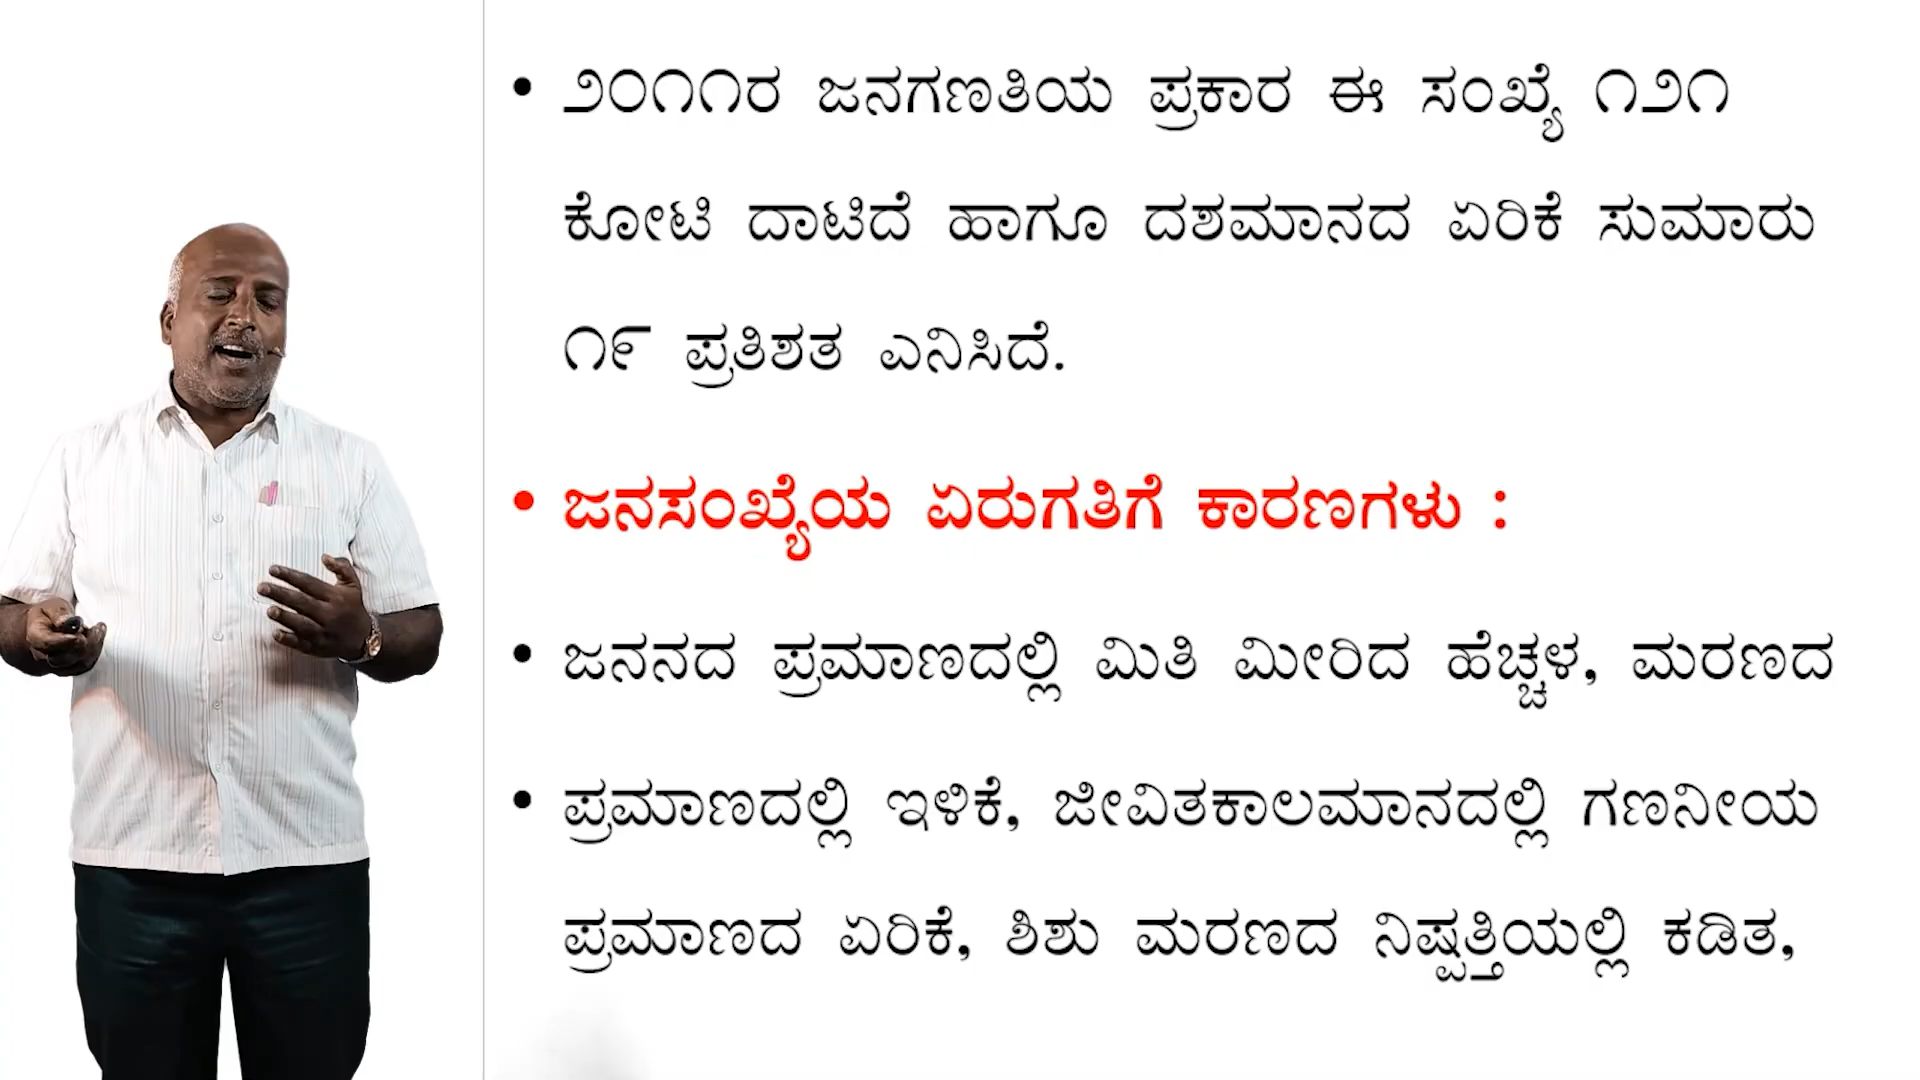 • ೨೦೧೧ರ ಜನಗಣತಿಯ ಪ್ರಕಾರ ಈ ಸಂಖ್ಯೆ ೧೨೧
ಕೋಟಿ ದಾಟಿದೆ ಹಾಗೂ ದಶಮಾನದ ಏರಿಕೆ ಸುಮಾರು
೧೯ ಪ್ರತಿಶತ ಎನಿಸಿದೆ.
• ಜನಸಂಖ್ಯೆಯ ಏರುಗತಿಗೆ ಕಾರಣಗಳು :
• ಜನನದ ಪ್ರಮಾಣದಲ್ಲಿ ಮಿತಿ ಮೀರಿದ ಹೆಚ್ಚಳ, ಮರಣದ
• ಪ್ರಮಾಣದಲ್ಲಿ ಇಳಿಕೆ, ಜೀವಿತಕಾಲಮಾನದಲ್ಲಿ ಗಣನೀಯ
ಪ್ರಮಾಣದ ಏರಿಕೆ, ಶಿಶು ಮರಣದ ನಿಷ್ಪತ್ತಿಯಲ್ಲಿ ಕಡಿತ,